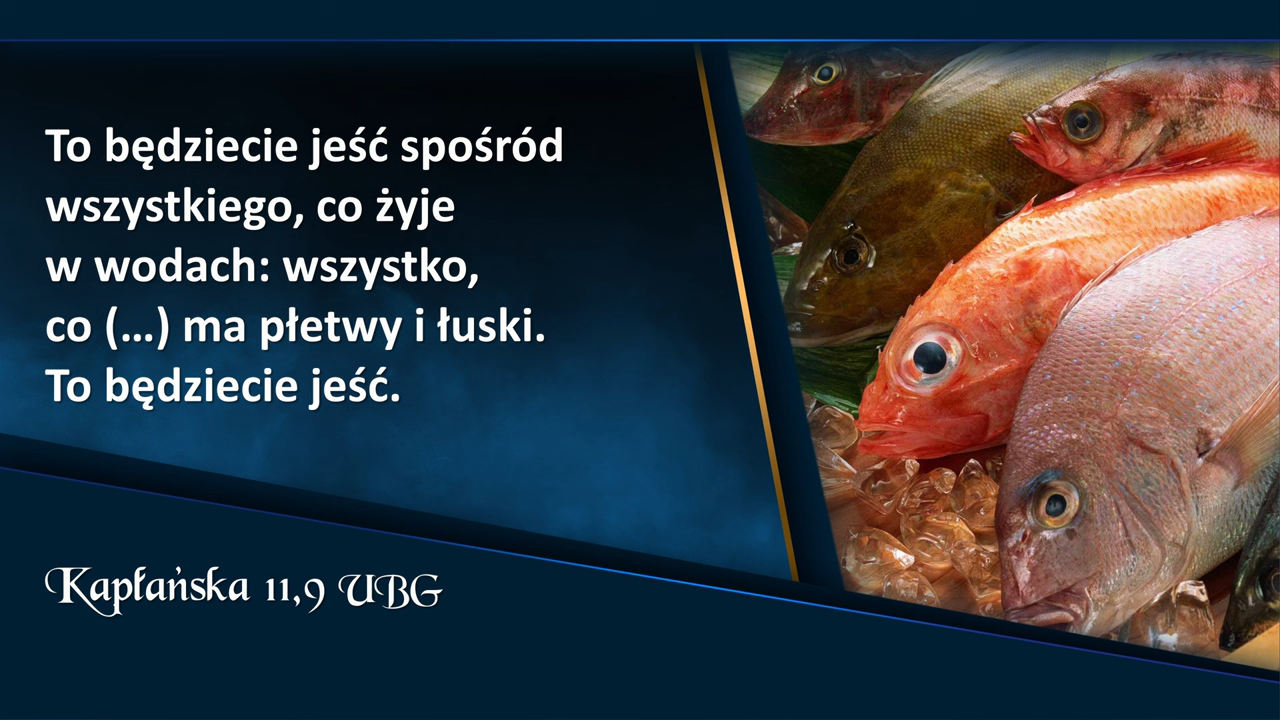 To będziecie jeść spośród
wszystkiego, co żyje
w wodach: wszystko,
co (…) ma płetwy i łuski.
To będziecie jeść.
Kapłańska 11,9 UBG